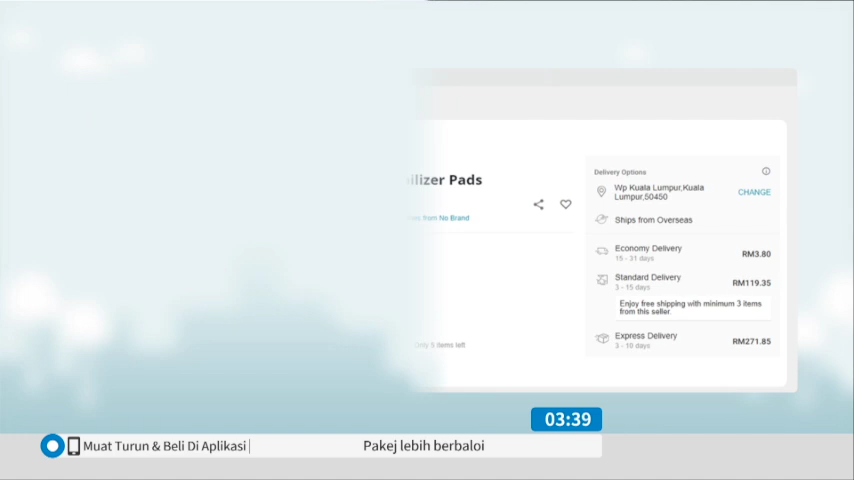 ilizer Pads
from No Brand
Only 5 items left
Delivery Options
Wp Kuala Lumpur,Kuala
Lumpur,50450
CHANGE
Ships from Overseas
Economy Delivery
RM3.80
15 - 31 days
Standard Delivery
RM119.35
3 - 15 days
Enjoy free shipping with minimum 3 items
from this seller.
Express Delivery
RM271.85
3 - 10 days
03:39
Muat Turun & Beli Di Aplikasi
Pakej lebih berbaloi